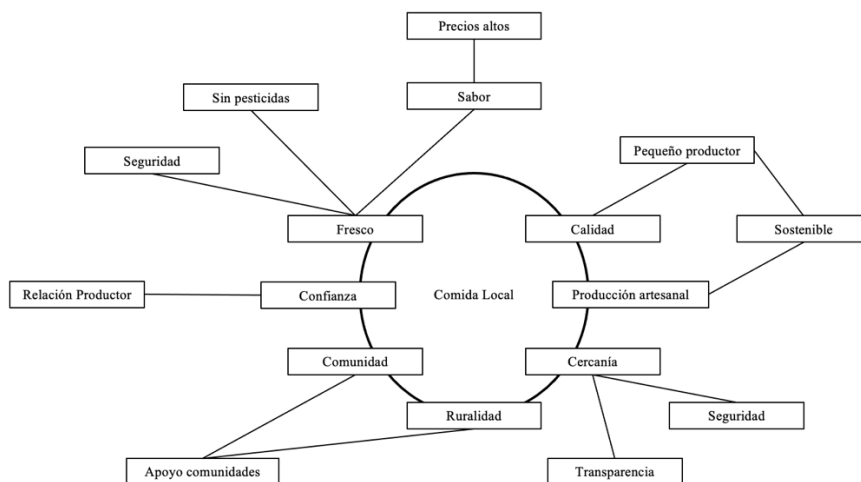 Precios altos
Sin pesticidas
Sabor
Pequeño productor
Seguridad
Fresco
Calidad
Sostenible
Relación Productor
Confianza
Comida Local
Producción artesanal
Comunidad
Cercanía
Ruralidad
Seguridad
Apoyo comunidades
Transparencia